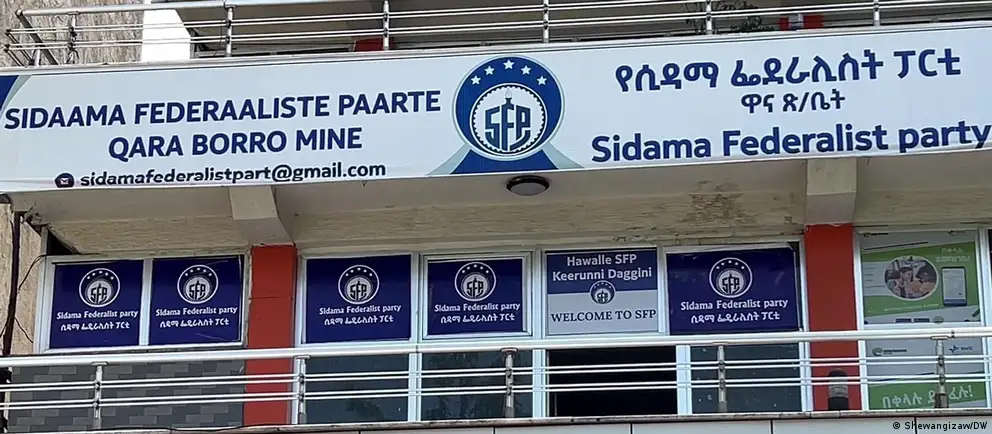 SIDAAMA FEDERAALISTE PAARTE
QARA BORRO MINE
sidamafederalistpart@gmail.com
SFP
የሲዳማ ፌዴራሊስት ፓርቲ
ዋና ጽ/ቤት
Sidama Federalist party
SFP
Sidama Federalist party
ሲዳማ ፌዴራሊስት ፓርቲ
SFP
Sidama Federalist party
ሲዳማ ፌዴራሊስት ፓርቲ
SFP
Sidama Federalist party
ሲዳማ ፌዴራሊስት ፓርቲ
SFP
Sidama Federalist party
ሲዳማ ፌዴራሊስት ፓርቲ
Hawalle SFP
Keerunni Daggini
WELCOME TO SFP
SFP
Sidama Federalist party
ሲዳማ ፌዴራሊስት ፓርቲ
© Shewangizaw/DW